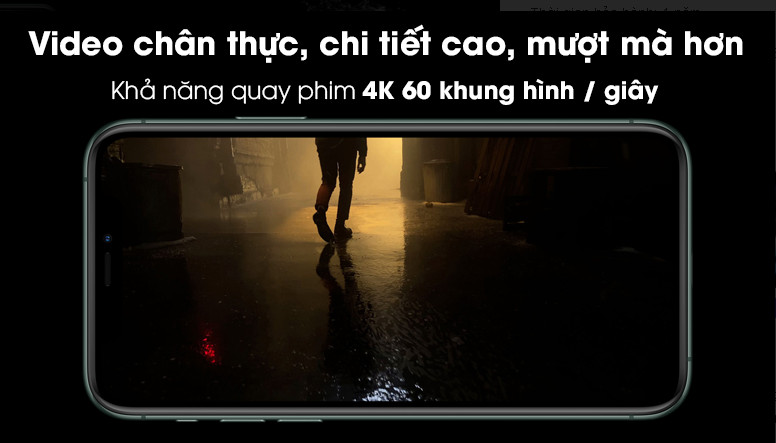 Video chân thực, chi tiết cao, mượt mà hơn
Khả năng quay phim 4K 60 khung hình / giây